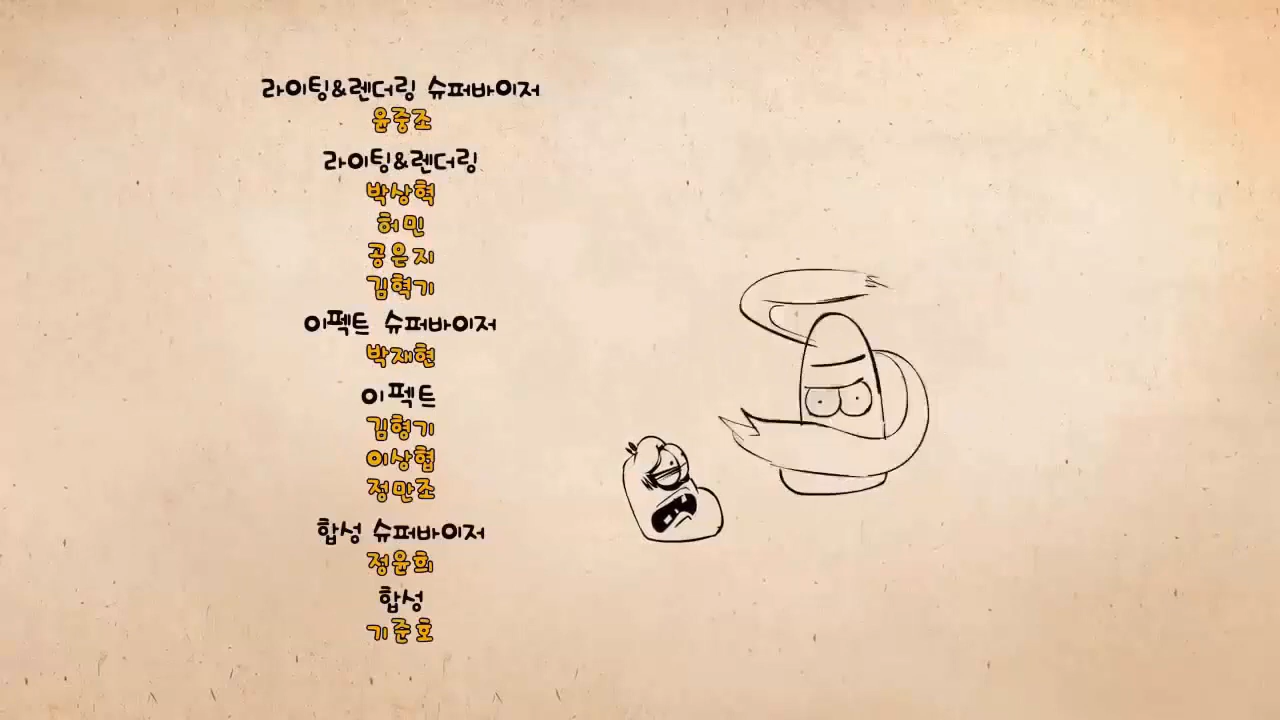 라이팅&렌더링 슈퍼바이저
윤중조
라이팅&렌더링
박상혁
허민
공은지
김혁기
이펙트 슈퍼바이저
박재현
이펙트
김형기
이상협
정만조
합성 슈퍼바이저
정윤희
합성
기준호